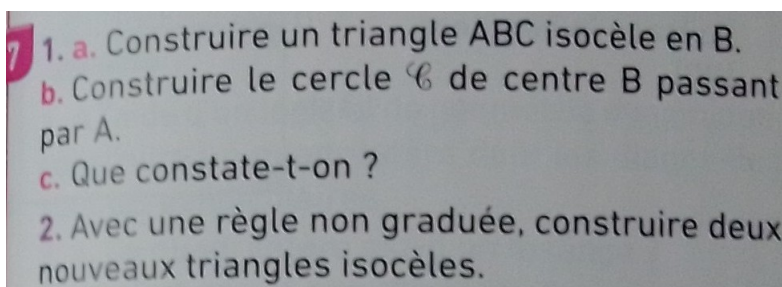 7 1. a. Construire un triangle ABC isocèle en B.
b. Construire le cercle 𝒞 de centre B passant
par A.
c. Que constate-t-on ?
2. Avec une règle non graduée, construire deux
nouveaux triangles isocèles.